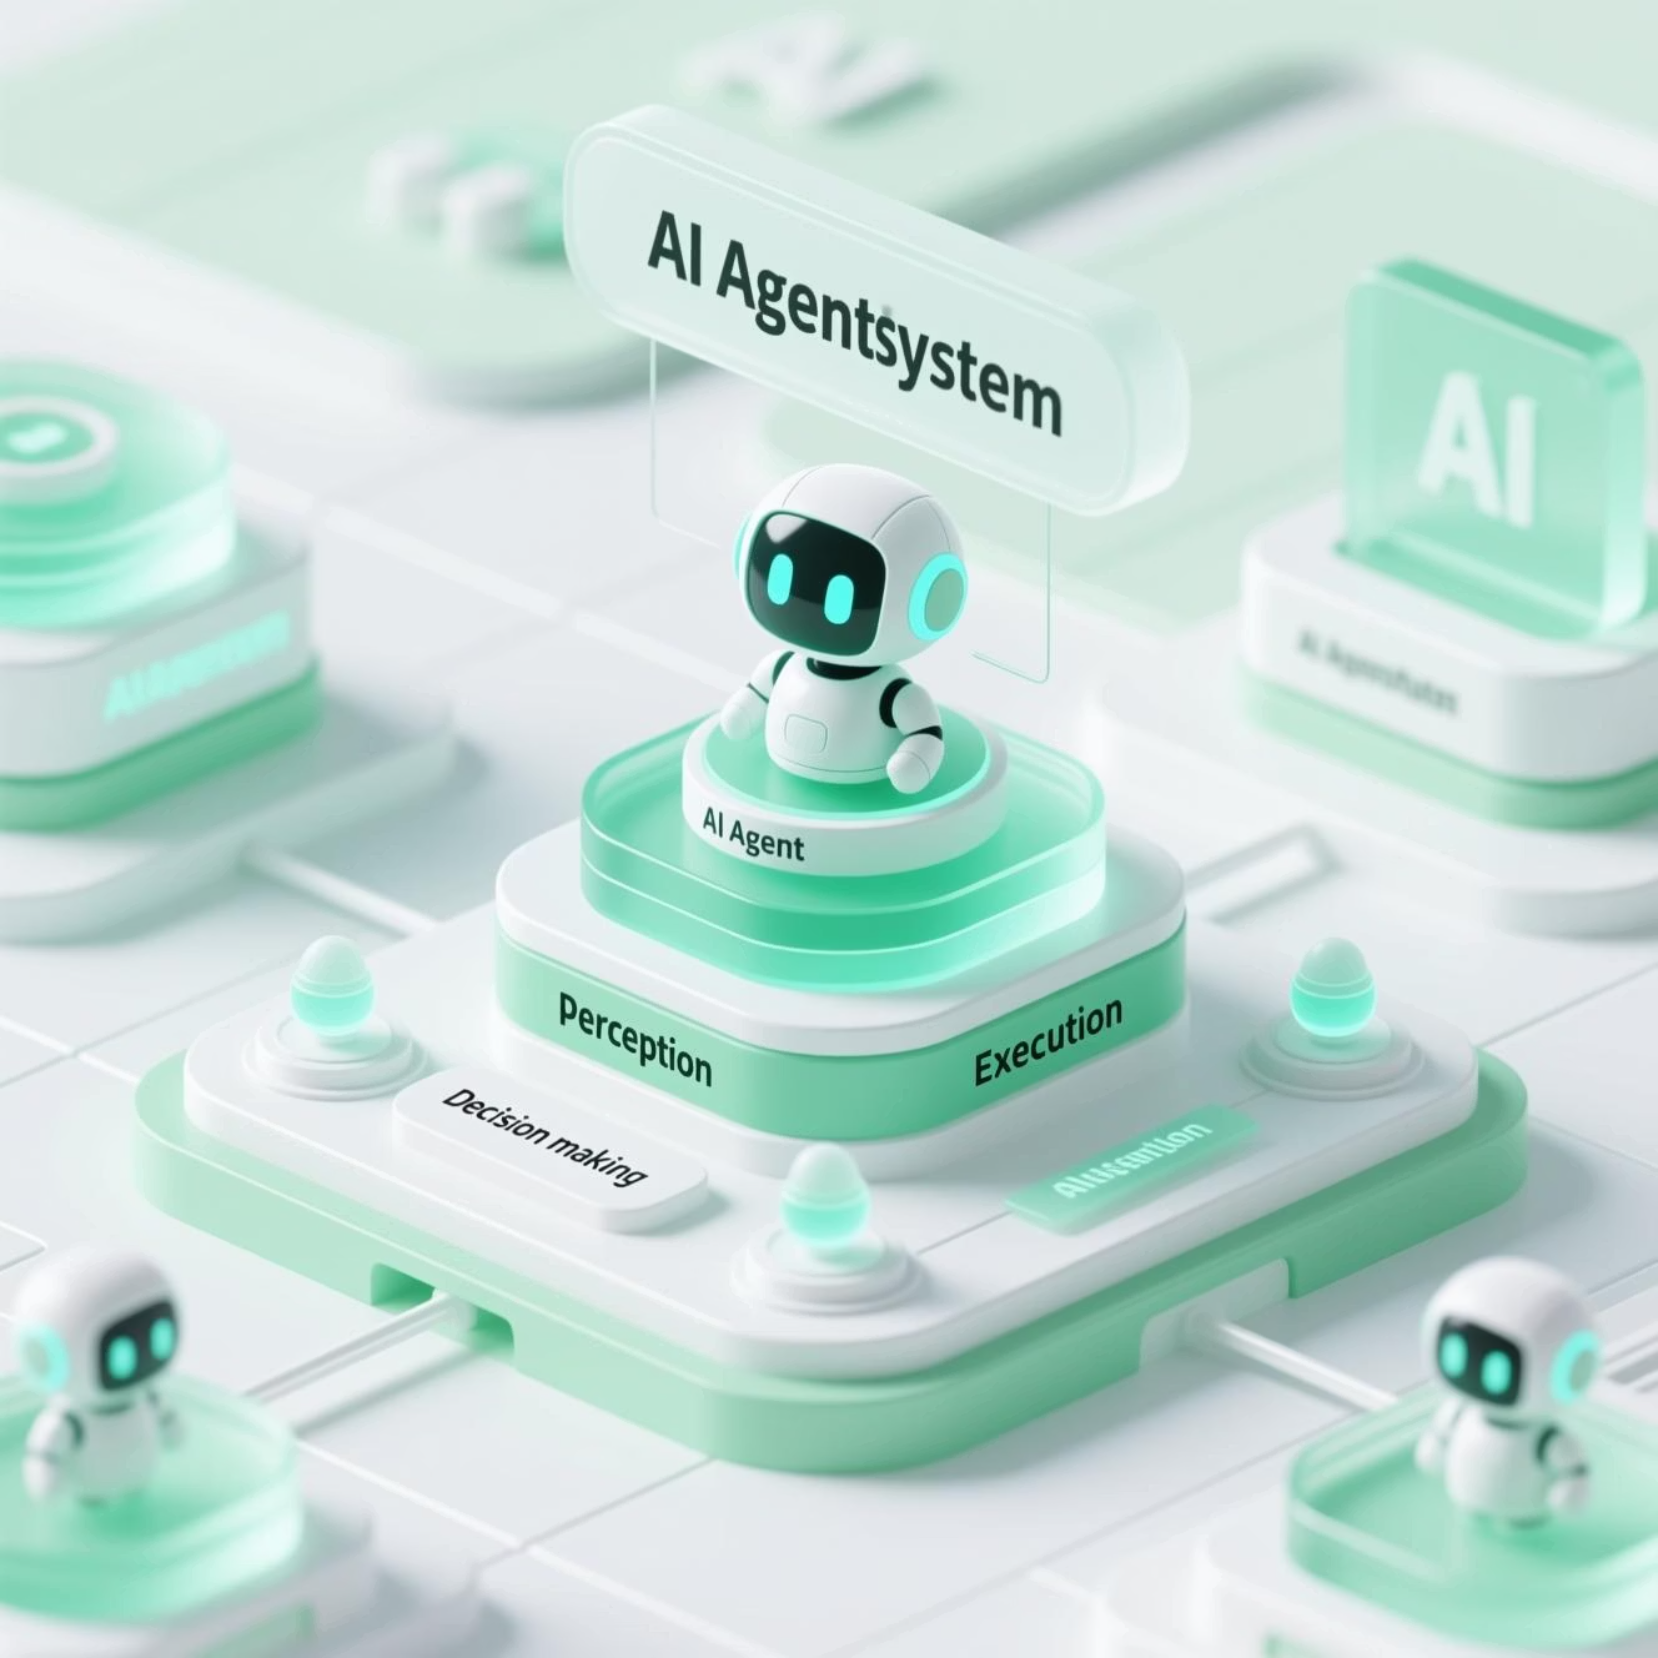 AI Agentsystem
AI
AI Agent
Perception
Execution
Decision making